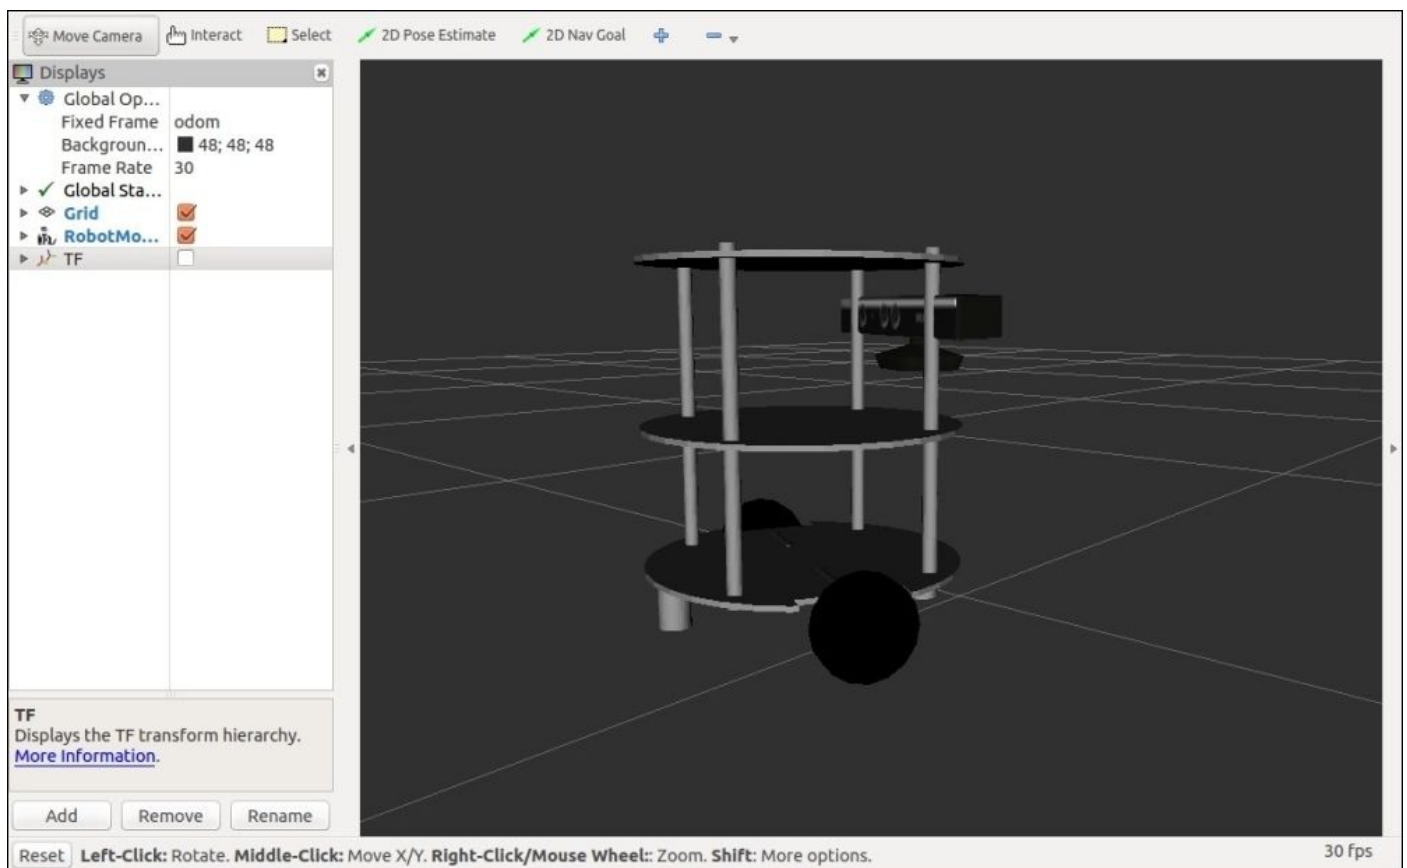 Move Camera Interact Select 2D Pose Estimate 2D Nav Goal
Displays
Global Op...
Fixed Frame odom
Backgroun... 48; 48; 48
Frame Rate 30
Global Sta...
Grid
RobotMo...
TF
TF
Displays the TF transform hierarchy.
More Information.
Add Remove Rename
Reset Left-Click: Rotate. Middle-Click: Move X/Y. Right-Click/Mouse Wheel:: Zoom. Shift: More options. 30 fps